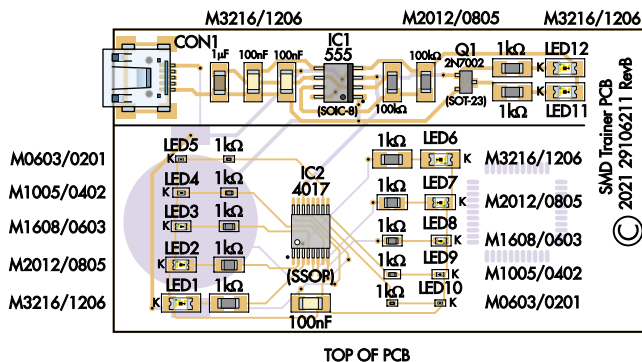 M3216/1206 M2012/0805 M3216/1206
CON1 IC1 Q1 1kΩ LED12
1µF 100nF 100nF 555 100kΩ 2N7002
K
(SOIC-8) 100kΩ (SOT-23) 1kΩ K LED11
LED5 1kΩ LED6
M0603/0201 K 1kΩ K M3216/1206
LED4 1kΩ IC2 LED7
M1005/0402 K 4017 1kΩ K M2012/0805
LED3 1kΩ LED8
M1608/0603 K 1kΩ K M1608/0603
LED2 1kΩ LED9
M2012/0805 K (SSOP) 1kΩ K M1005/0402
LED1 1kΩ LED10
M3216/1206 K 100nF 1kΩ K M0603/0201
SMD Trainer PCB
© 2021 29106211 RevB
TOP OF PCB